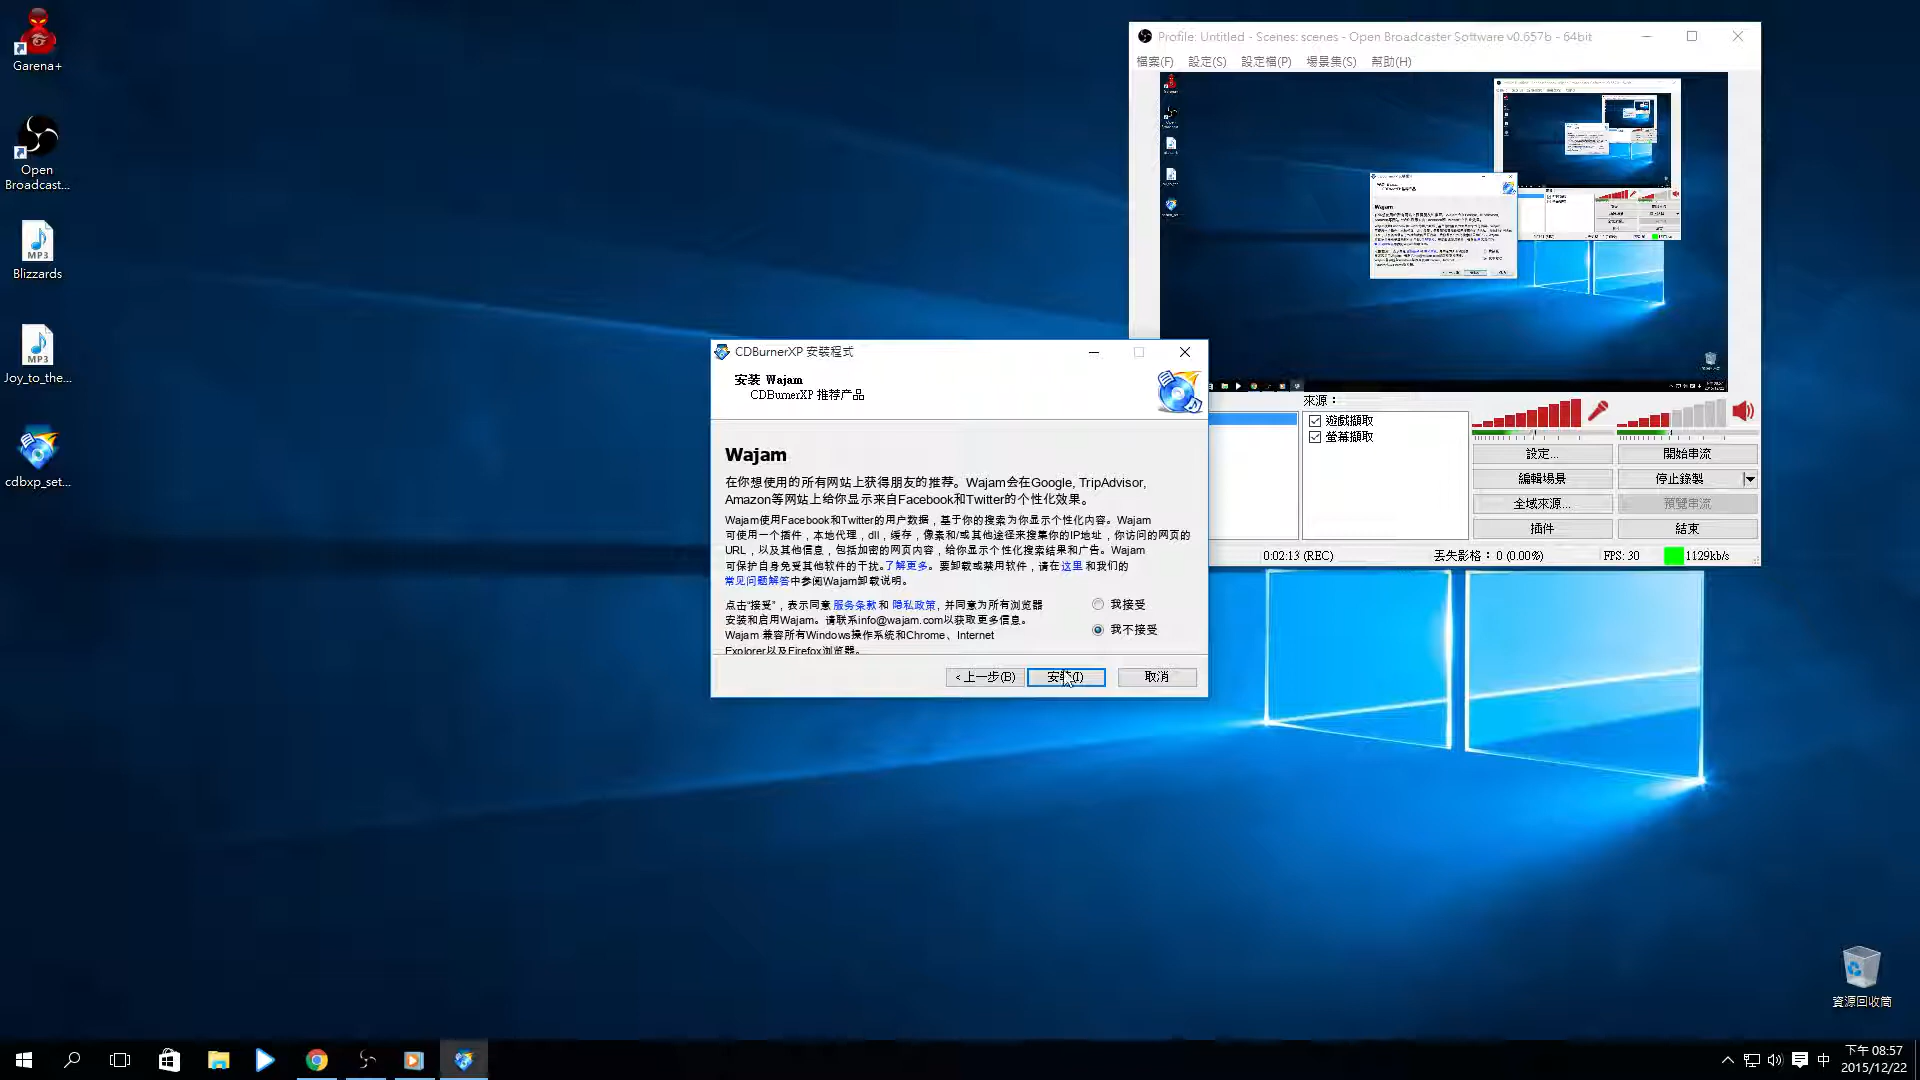 Garena+
Open
Broadcast...
Blizzards
Joy_to_the...
cdbxp_set...
Profile: Untitled - Scenes: scenes - Open Broadcaster Software v0.657b - 64bit
檔案(F) 設定(S) 設定檔(P) 場景集(S) 幫助(H)
CDBurnerXP 安裝程式
安装 Wajam
CDBurnerXP 推荐产品
Wajam
在你想使用的所有网站上获得朋友的推荐。Wajam会在Google, TripAdvisor,
Amazon等网站上给你显示来自Facebook和Twitter的个性化效果。
Wajam使用Facebook和Twitter的用户数据，基于你的搜索为你显示个性化内容。Wajam
可使用一个插件，本地代理，dll，缓存，像素和/或其他途径来搜集你的IP地址，你访问的网页的
URL，以及其他信息，包括加密的网页内容，给你显示个性化搜索结果和广告。Wajam
可保护自身免受其他软件的干扰。了解更多。要卸载或禁用软件，请在 这里 和我们的
常见问题解答中参阅Wajam卸载说明。
点击“接受”，表示同意 服务条款 和 隐私政策, 并同意为所有浏览器
安装和启用Wajam。请联系info@wajam.com以获取更多信息。
Wajam 兼容所有Windows操作系统和Chrome、Internet
Explorer以及Firefox浏览器。
我接受
我不接受
< 上一步(B) 安裝(I) 取消
來源：
遊戲擷取
螢幕擷取
設定... 開始串流
編輯場景 停止錄製
全域來源... 預覽串流
插件 結束
0:02:13 (REC) 丟失影格：0 (0.00%) FPS: 30 1129kb/s
資源回收筒
中
下午 08:57
2015/12/22